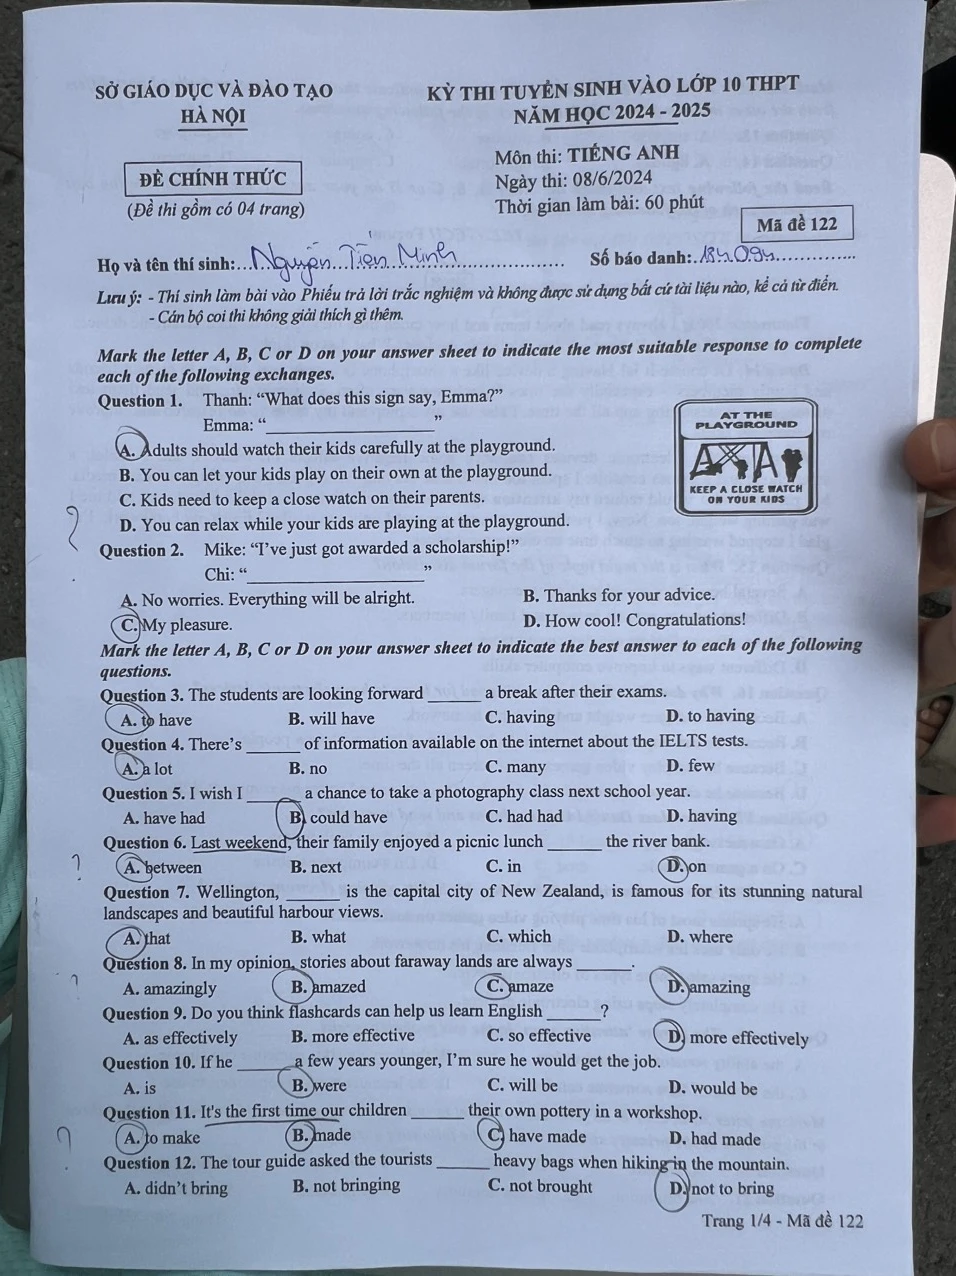 SỞ GIÁO DỤC VÀ ĐÀO TẠO
HÀ NỘI
KỲ THI TUYỂN SINH VÀO LỚP 10 THPT
NĂM HỌC 2024 - 2025
ĐỀ CHÍNH THỨC
(Đề thi gồm có 04 trang)
Môn thi: TIẾNG ANH
Ngày thi: 08/6/2024
Thời gian làm bài: 60 phút
Mã đề 122
Họ và tên thí sinh: Nguyễn Tiến Minh Số báo danh:
Lưu ý: - Thí sinh làm bài vào Phiếu trả lời trắc nghiệm và không được sử dụng bất cứ tài liệu nào, kể cả từ điển.
- Cán bộ coi thi không giải thích gì thêm.
Mark the letter A, B, C or D on your answer sheet to indicate the most suitable response to complete
each of the following exchanges.
Question 1. Thanh: “What does this sign say, Emma?”
Emma: “__________”
A. Adults should watch their kids carefully at the playground.
B. You can let your kids play on their own at the playground.
C. Kids need to keep a close watch on their parents.
D. You can relax while your kids are playing at the playground.
AT THE
PLAYGROUND
KEEP A CLOSE WATCH
ON YOUR KIDS
?
Question 2. Mike: “I’ve just got awarded a scholarship!”
Chi: “__________”
A. No worries. Everything will be alright. B. Thanks for your advice.
C. My pleasure. D. How cool! Congratulations!
Mark the letter A, B, C or D on your answer sheet to indicate the best answer to each of the following
questions.
Question 3. The students are looking forward ______ a break after their exams.
A. to have B. will have C. having D. to having
Question 4. There’s ______ of information available on the internet about the IELTS tests.
A. a lot B. no C. many D. few
Question 5. I wish I ______ a chance to take a photography class next school year.
A. have had B. could have C. had had D. having
Question 6. Last weekend, their family enjoyed a picnic lunch ______ the river bank.
? A. between B. next C. in D. on
Question 7. Wellington, ______ is the capital city of New Zealand, is famous for its stunning natural
landscapes and beautiful harbour views.
A. that B. what C. which D. where
Question 8. In my opinion, stories about faraway lands are always ______.
? A. amazingly B. amazed C. amaze D. amazing
Question 9. Do you think flashcards can help us learn English ______?
A. as effectively B. more effective C. so effective D. more effectively
Question 10. If he ______ a few years younger, I’m sure he would get the job.
A. is B. were C. will be D. would be
Question 11. It's the first time our children ______ their own pottery in a workshop.
? A. to make B. made C. have made D. had made
Question 12. The tour guide asked the tourists ______ heavy bags when hiking in the mountain.
A. didn’t bring B. not bringing C. not brought D. not to bring
Trang 1/4 - Mã đề 122